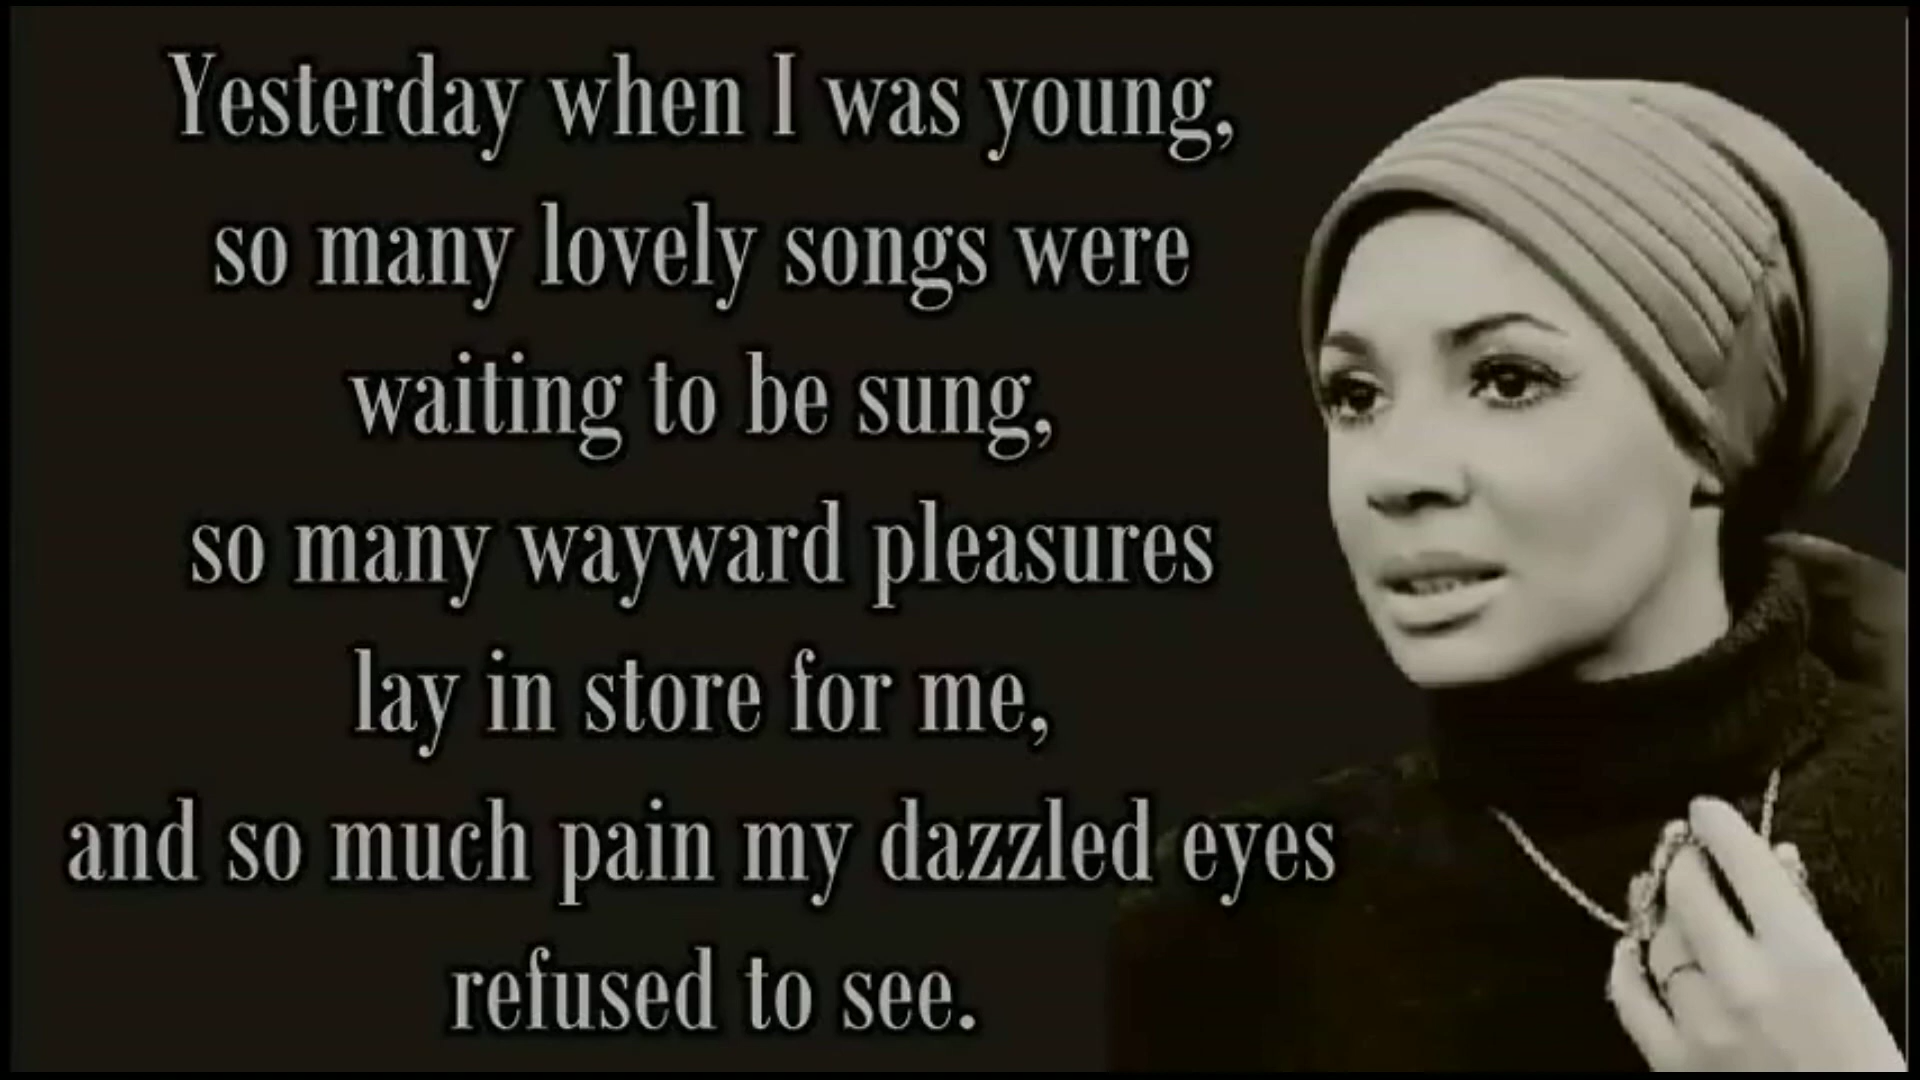 Yesterday when I was young,
so many lovely songs were
waiting to be sung,
so many wayward pleasures
lay in store for me,
and so much pain my dazzled eyes
refused to see.